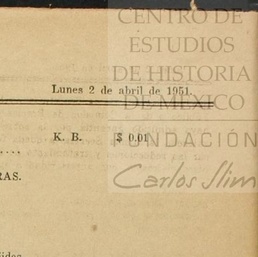 CENTRO DE
ESTUDIOS
DE HISTORIA
DE MÉXICO
Lunes 2 de abril de 1951.
K. B. $ 0.01
FUNDACIÓN
Carlos Slim
RAS.